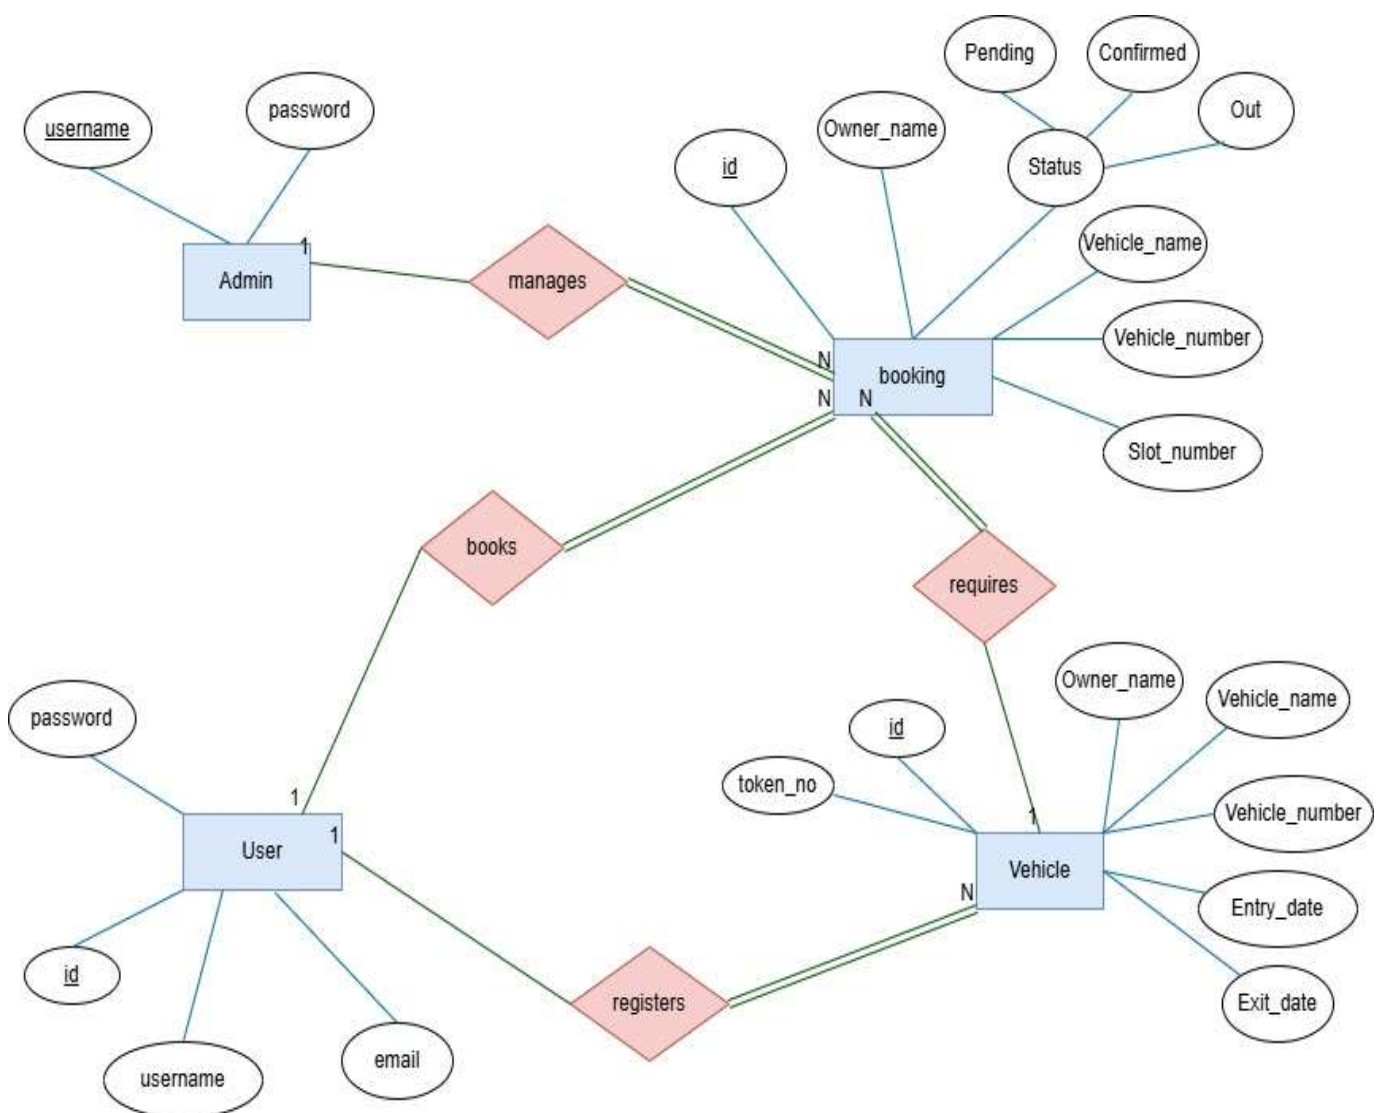 Pending
Confirmed
Out
username
password
Owner_name
id
Status
Vehicle_name
1
Admin
manages
Vehicle_number
N
booking
N
N
Slot_number
books
requires
password
Owner_name
Vehicle_name
id
token_no
1
1
User
1
Vehicle
Vehicle_number
N
Entry_date
id
registers
Exit_date
username
email